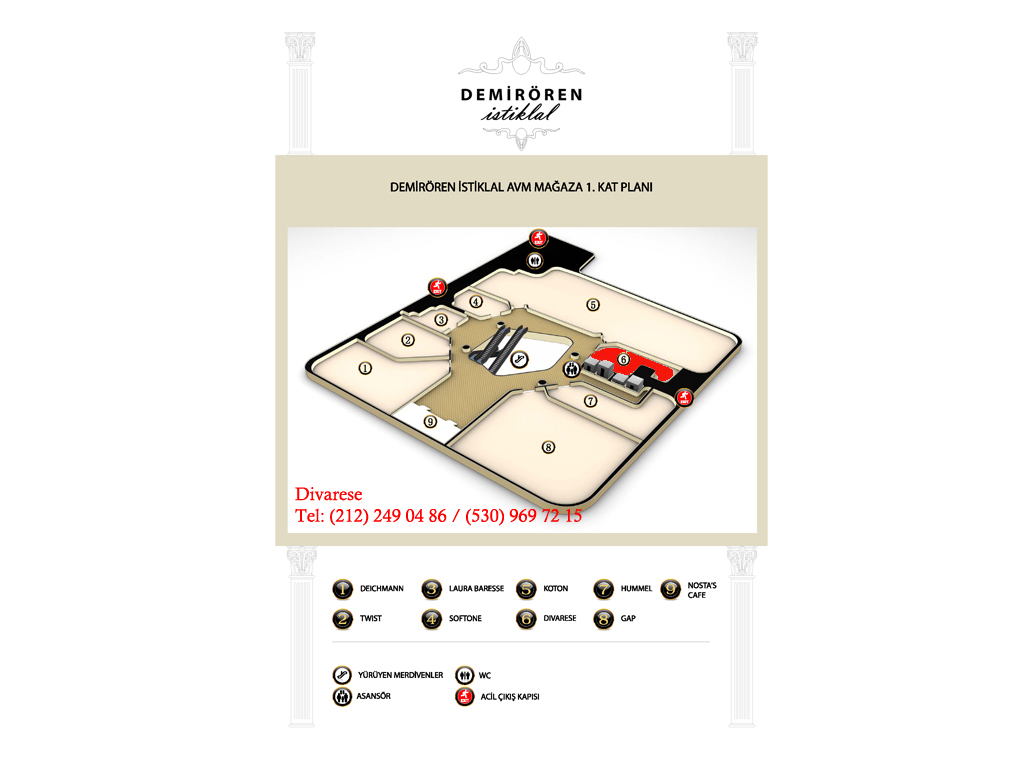 DEMİRÖREN
istiklal
DEMİRÖREN İSTİKLAL AVM MAĞAZA 1. KAT PLANI
EXIT
EXIT
4
5
3
2
6
1
EXIT
7
9
8
Divarese
Tel: (212) 249 04 86 / (530) 969 72 15
1 DEICHMANN
3 LAURA BARESSE
5 KOTON
7 HUMMEL
9 NOSTA'S
CAFE
2 TWIST
4 SOFTONE
6 DIVARESE
8 GAP
YÜRÜYEN MERDİVENLER
WC
ASANSÖR
EXIT ACİL ÇIKIŞ KAPISI